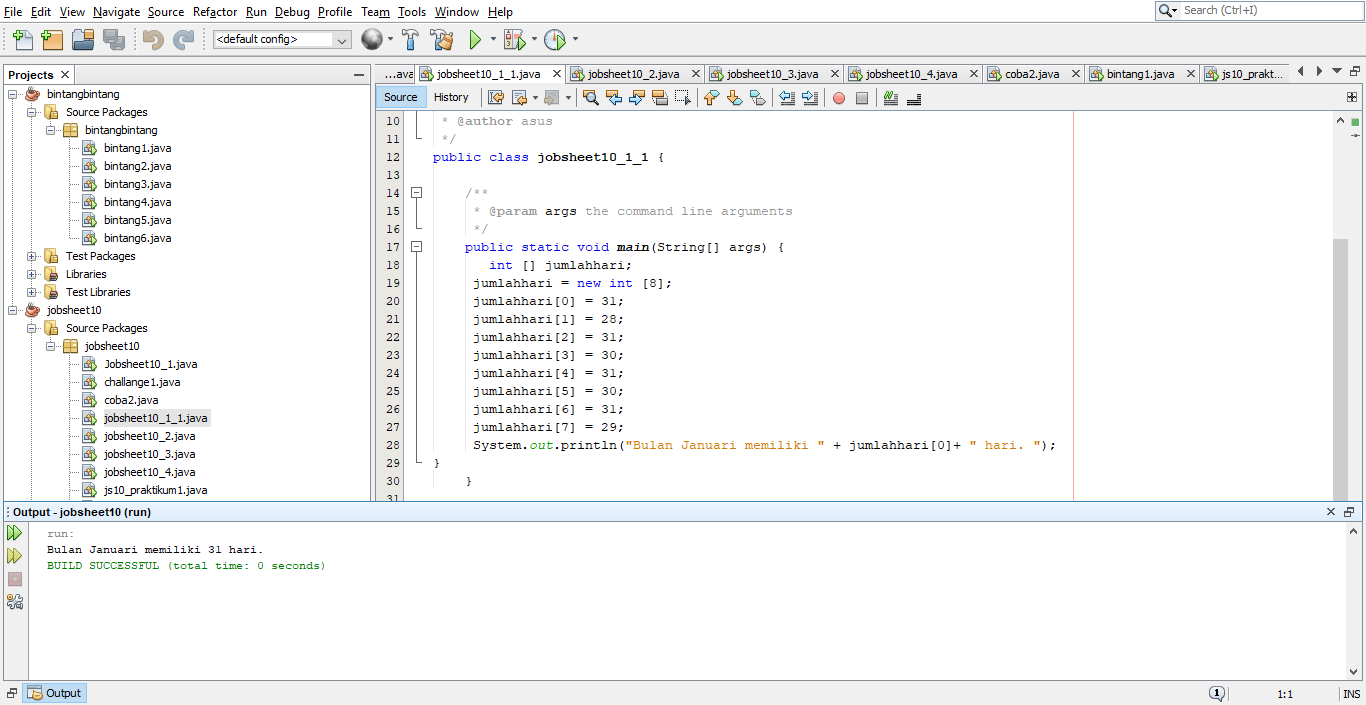 File Edit View Navigate Source Refactor Run Debug Profile Team Tools Window Help
Search (Ctrl+I)
<default config>
Projects
...ava jobsheet10_1_1.java jobsheet10_2.java jobsheet10_3.java jobsheet10_4.java coba2.java bintang1.java js10_prakt...
Source History
bintangbintang
Source Packages
bintangbintang
bintang1.java
bintang2.java
bintang3.java
bintang4.java
bintang5.java
bintang6.java
Test Packages
Libraries
Test Libraries
jobsheet10
Source Packages
jobsheet10
Jobsheet10_1.java
challange1.java
coba2.java
jobsheet10_1_1.java
jobsheet10_2.java
jobsheet10_3.java
jobsheet10_4.java
js10_praktikum1.java
10 * @author asus
11 */
12 public class jobsheet10_1_1 {
13
14 /**
15 * @param args the command line arguments
16 */
17 public static void main(String[] args) {
18 int [] jumlahhari;
19 jumlahhari = new int [8];
20 jumlahhari[0] = 31;
21 jumlahhari[1] = 28;
22 jumlahhari[2] = 31;
23 jumlahhari[3] = 30;
24 jumlahhari[4] = 31;
25 jumlahhari[5] = 30;
26 jumlahhari[6] = 31;
27 jumlahhari[7] = 29;
28 System.out.println("Bulan Januari memiliki " + jumlahhari[0]+ " hari. ");
29 }
30 }
31
Output - jobsheet10 (run)
run:
Bulan Januari memiliki 31 hari.
BUILD SUCCESSFUL (total time: 0 seconds)
Output
1
1:1
INS